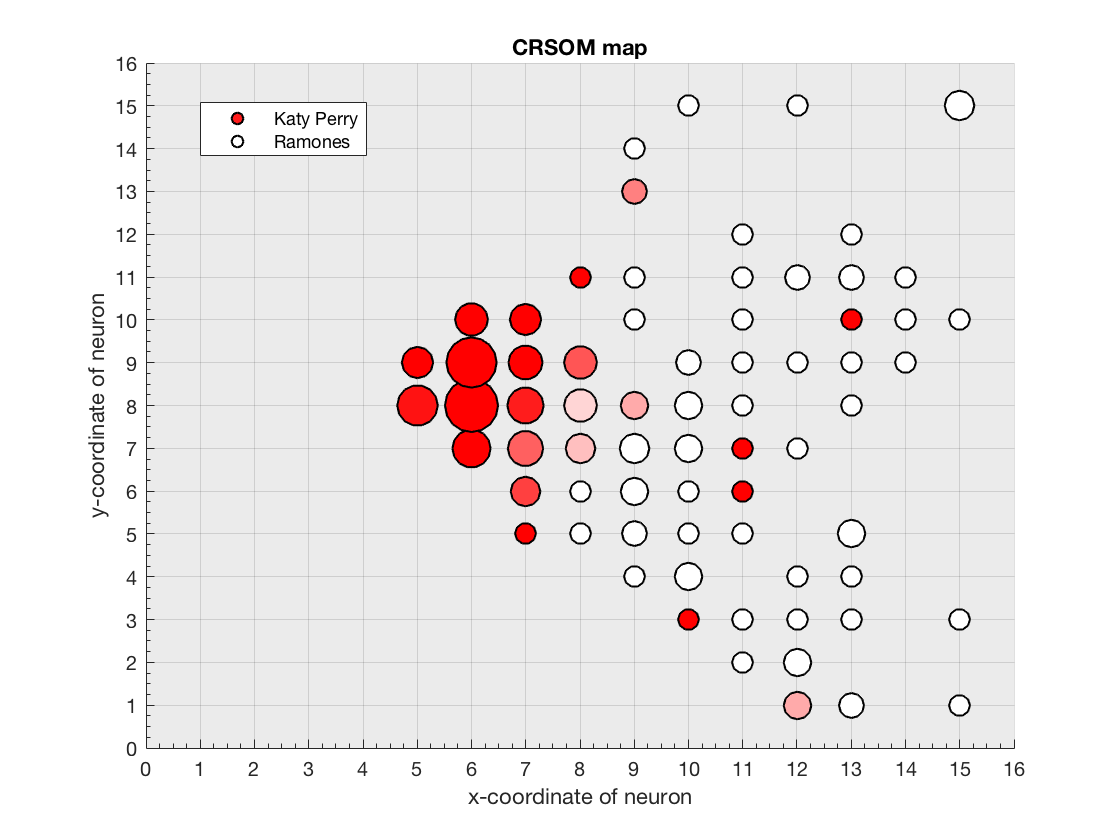 CRSOM map
Katy Perry
Ramones
16
15
14
13
12
11
10
9
8
7
6
5
4
3
2
1
0
y-coordinate of neuron
0 1 2 3 4 5 6 7 8 9 10 11 12 13 14 15 16
x-coordinate of neuron